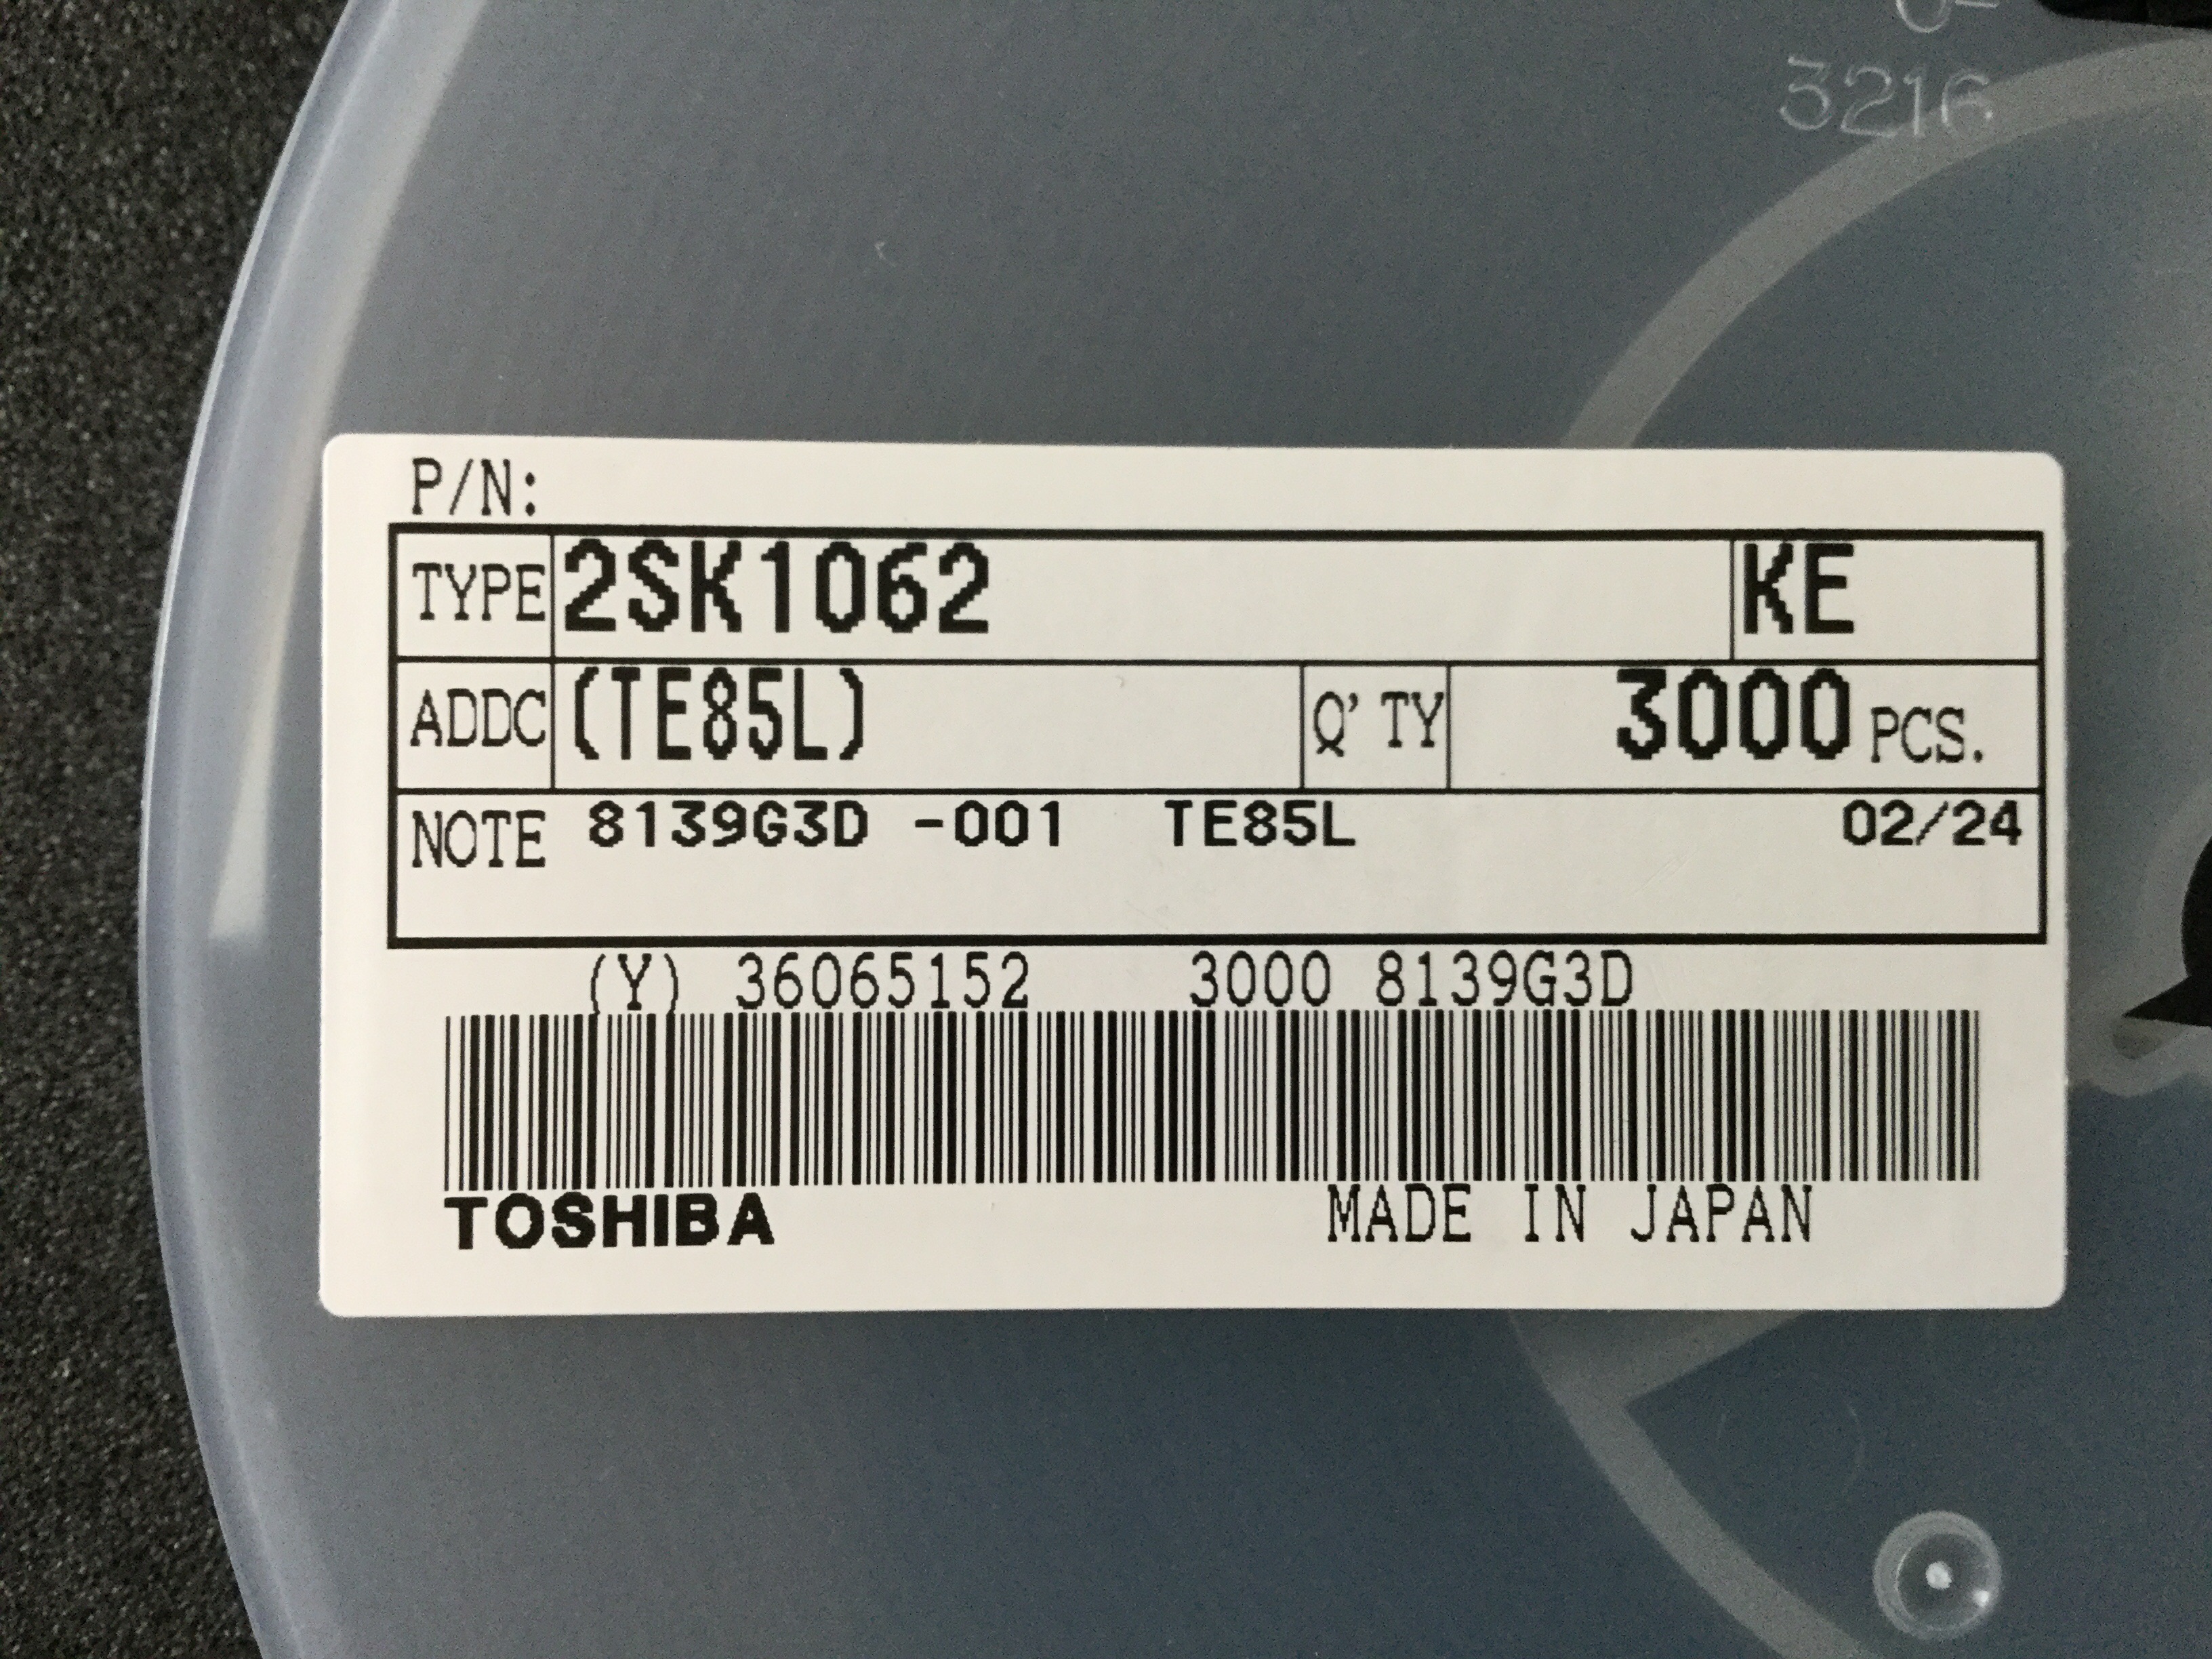 3216
P/N:
TYPE 2SK1062 KE
ADDC (TE85L) Q'TY 3000 PCS.
NOTE 8139G3D -001 TE85L 02/24
(Y) 36065152 3000 8139G3D
TOSHIBA MADE IN JAPAN